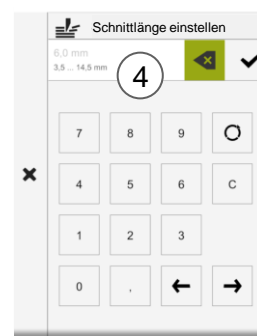 Schnittlänge einstellen
6,0 mm
3,5 ... 14,5 mm
4
7 8 9
4 5 6 C
1 2 3
0 ,